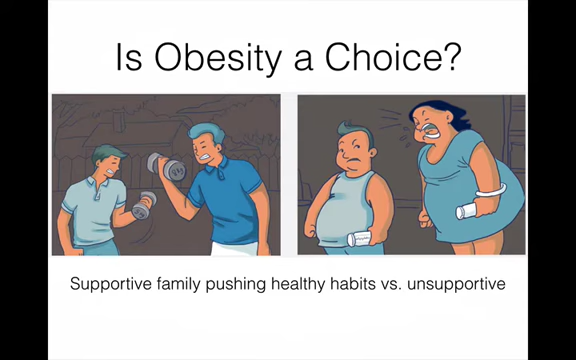 Is Obesity a Choice?
Supportive family pushing healthy habits vs. unsupportive